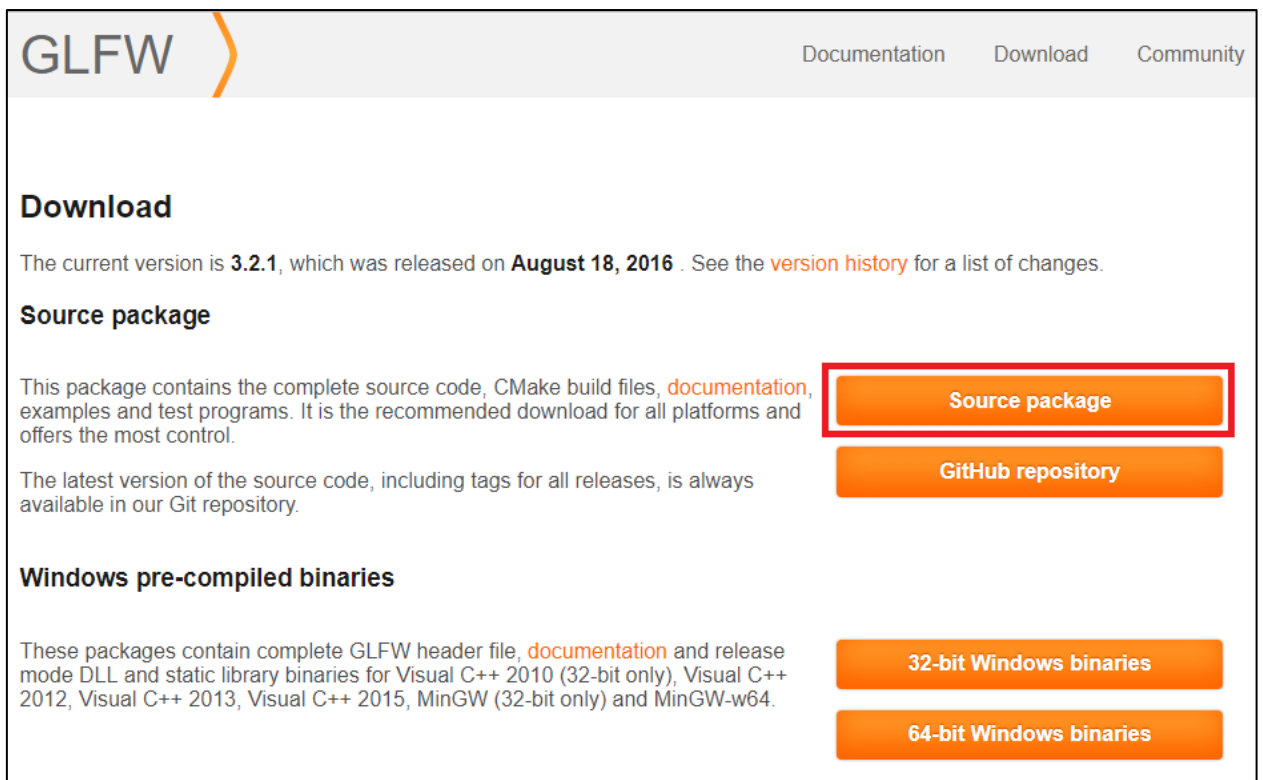 GLFW
Documentation Download Community
Download
The current version is 3.2.1, which was released on August 18, 2016 . See the version history for a list of changes.
Source package
This package contains the complete source code, CMake build files, documentation,
examples and test programs. It is the recommended download for all platforms and
offers the most control.
Source package
The latest version of the source code, including tags for all releases, is always
available in our Git repository.
GitHub repository
Windows pre-compiled binaries
These packages contain complete GLFW header file, documentation and release
mode DLL and static library binaries for Visual C++ 2010 (32-bit only), Visual C++
2012, Visual C++ 2013, Visual C++ 2015, MinGW (32-bit only) and MinGW-w64.
32-bit Windows binaries
64-bit Windows binaries